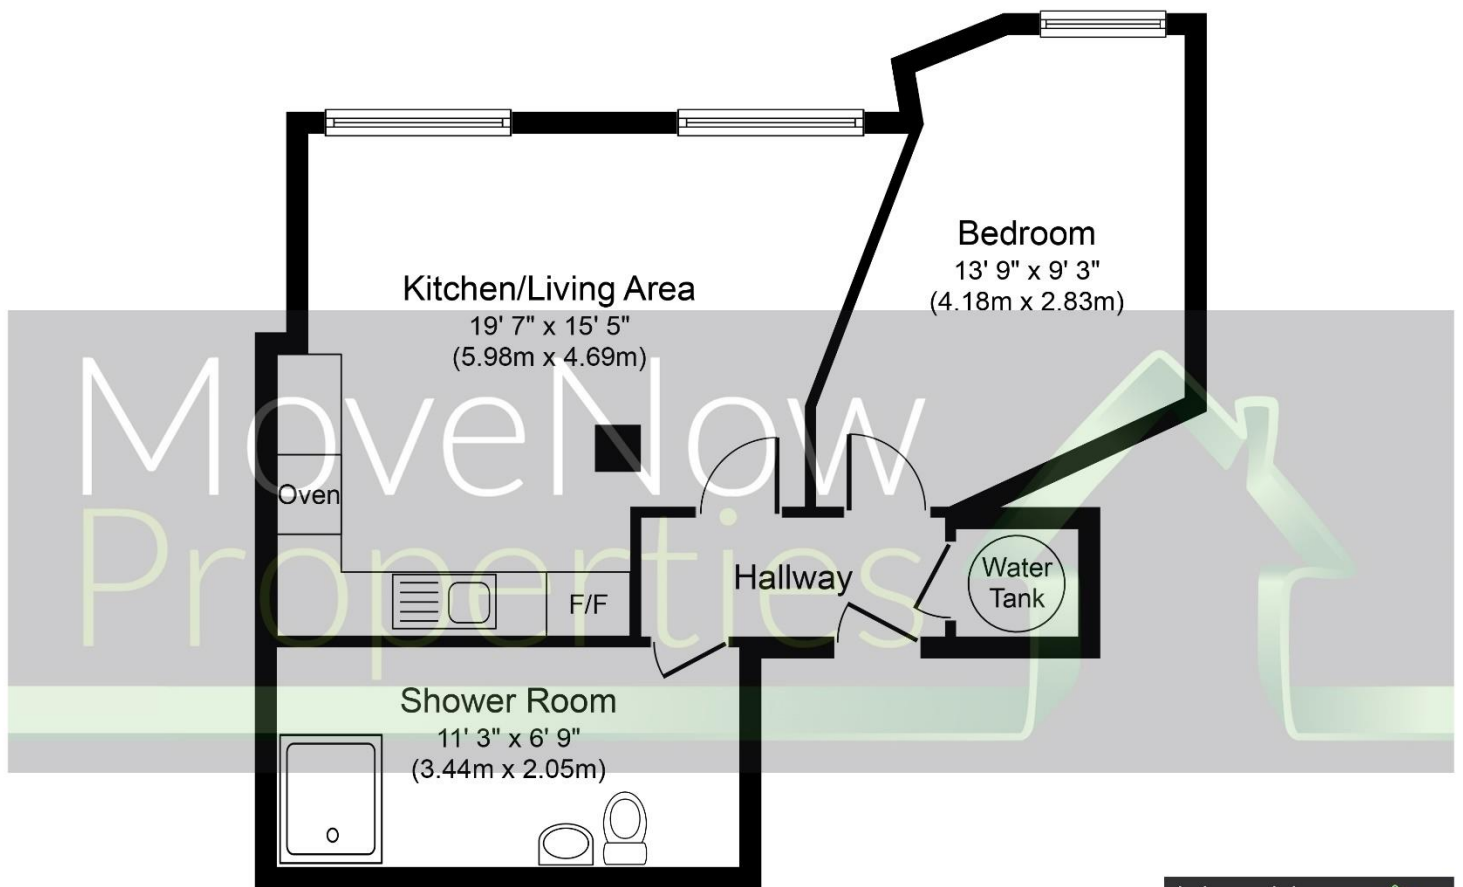 Kitchen/Living Area
19' 7" x 15' 5"
(5.98m x 4.69m)
Bedroom
13' 9" x 9' 3"
(4.18m x 2.83m)
MoveNow
Properties
Oven
F/F
Hallway
Water
Tank
Shower Room
11' 3" x 6' 9"
(3.44m x 2.05m)